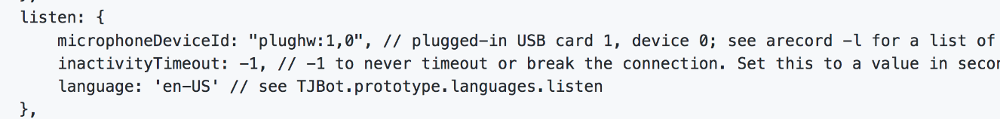 listen: {
microphoneDeviceId: "plughw:1,0", // plugged-in USB card 1, device 0; see arecord -l for a list of
inactivityTimeout: -1, // -1 to never timeout or break the connection. Set this to a value in
language: 'en-US' // see TJBot.prototype.languages.listen
},